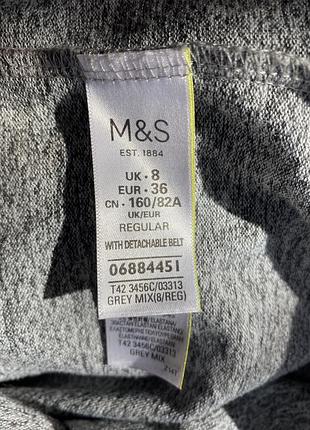 M&S
EST. 1884
UK • 8
EUR • 36
CN • 160/82A
UK/EUR
REGULAR
WITH DETACHABLE BELT
06884451
T42 3456C/03313
GREY MIX(8/REG)
T42 3456C/03313
GREY MIX